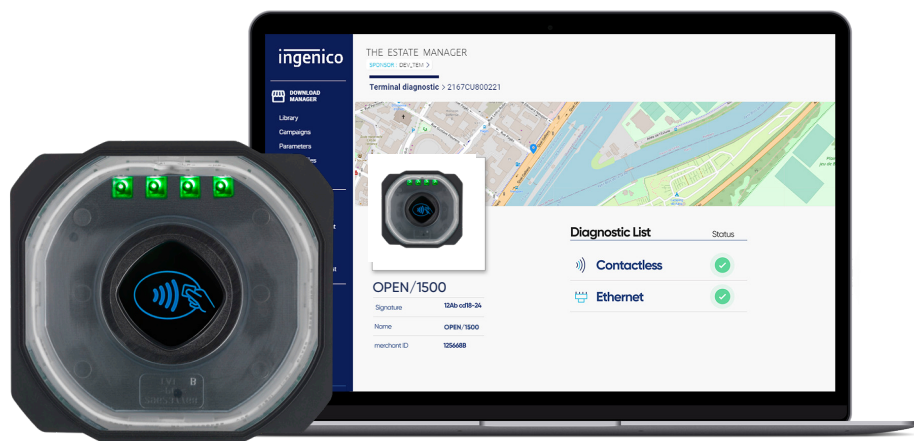 ingenico
THE ESTATE MANAGER
SPONSOR : DEV_TEM >
Terminal diagnostic > 2167CU800221
DOWNLOAD
MANAGER
Library
Campaigns
Parameters
Diagnostic List
Status
Contactless
Ethernet
OPEN/1500
Signature
12Ab cd18-24
Name
OPEN/1500
merchant ID
125668B